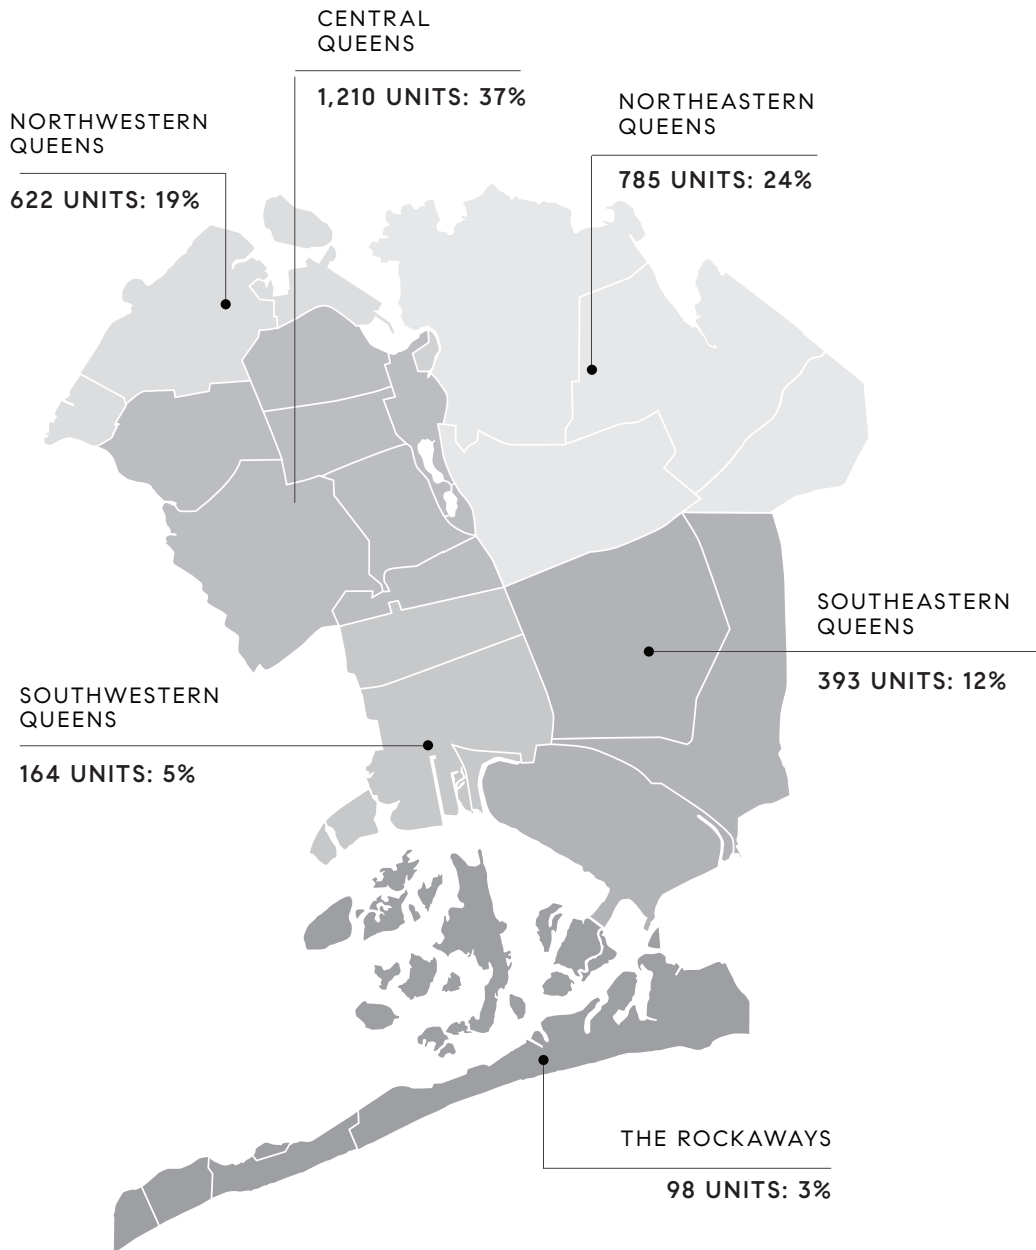 CENTRAL
QUEENS
1,210 UNITS: 37%
NORTHEASTERN
QUEENS
785 UNITS: 24%
NORTHWESTERN
QUEENS
622 UNITS: 19%
SOUTHEASTERN
QUEENS
393 UNITS: 12%
SOUTHWESTERN
QUEENS
164 UNITS: 5%
THE ROCKAWAYS
98 UNITS: 3%